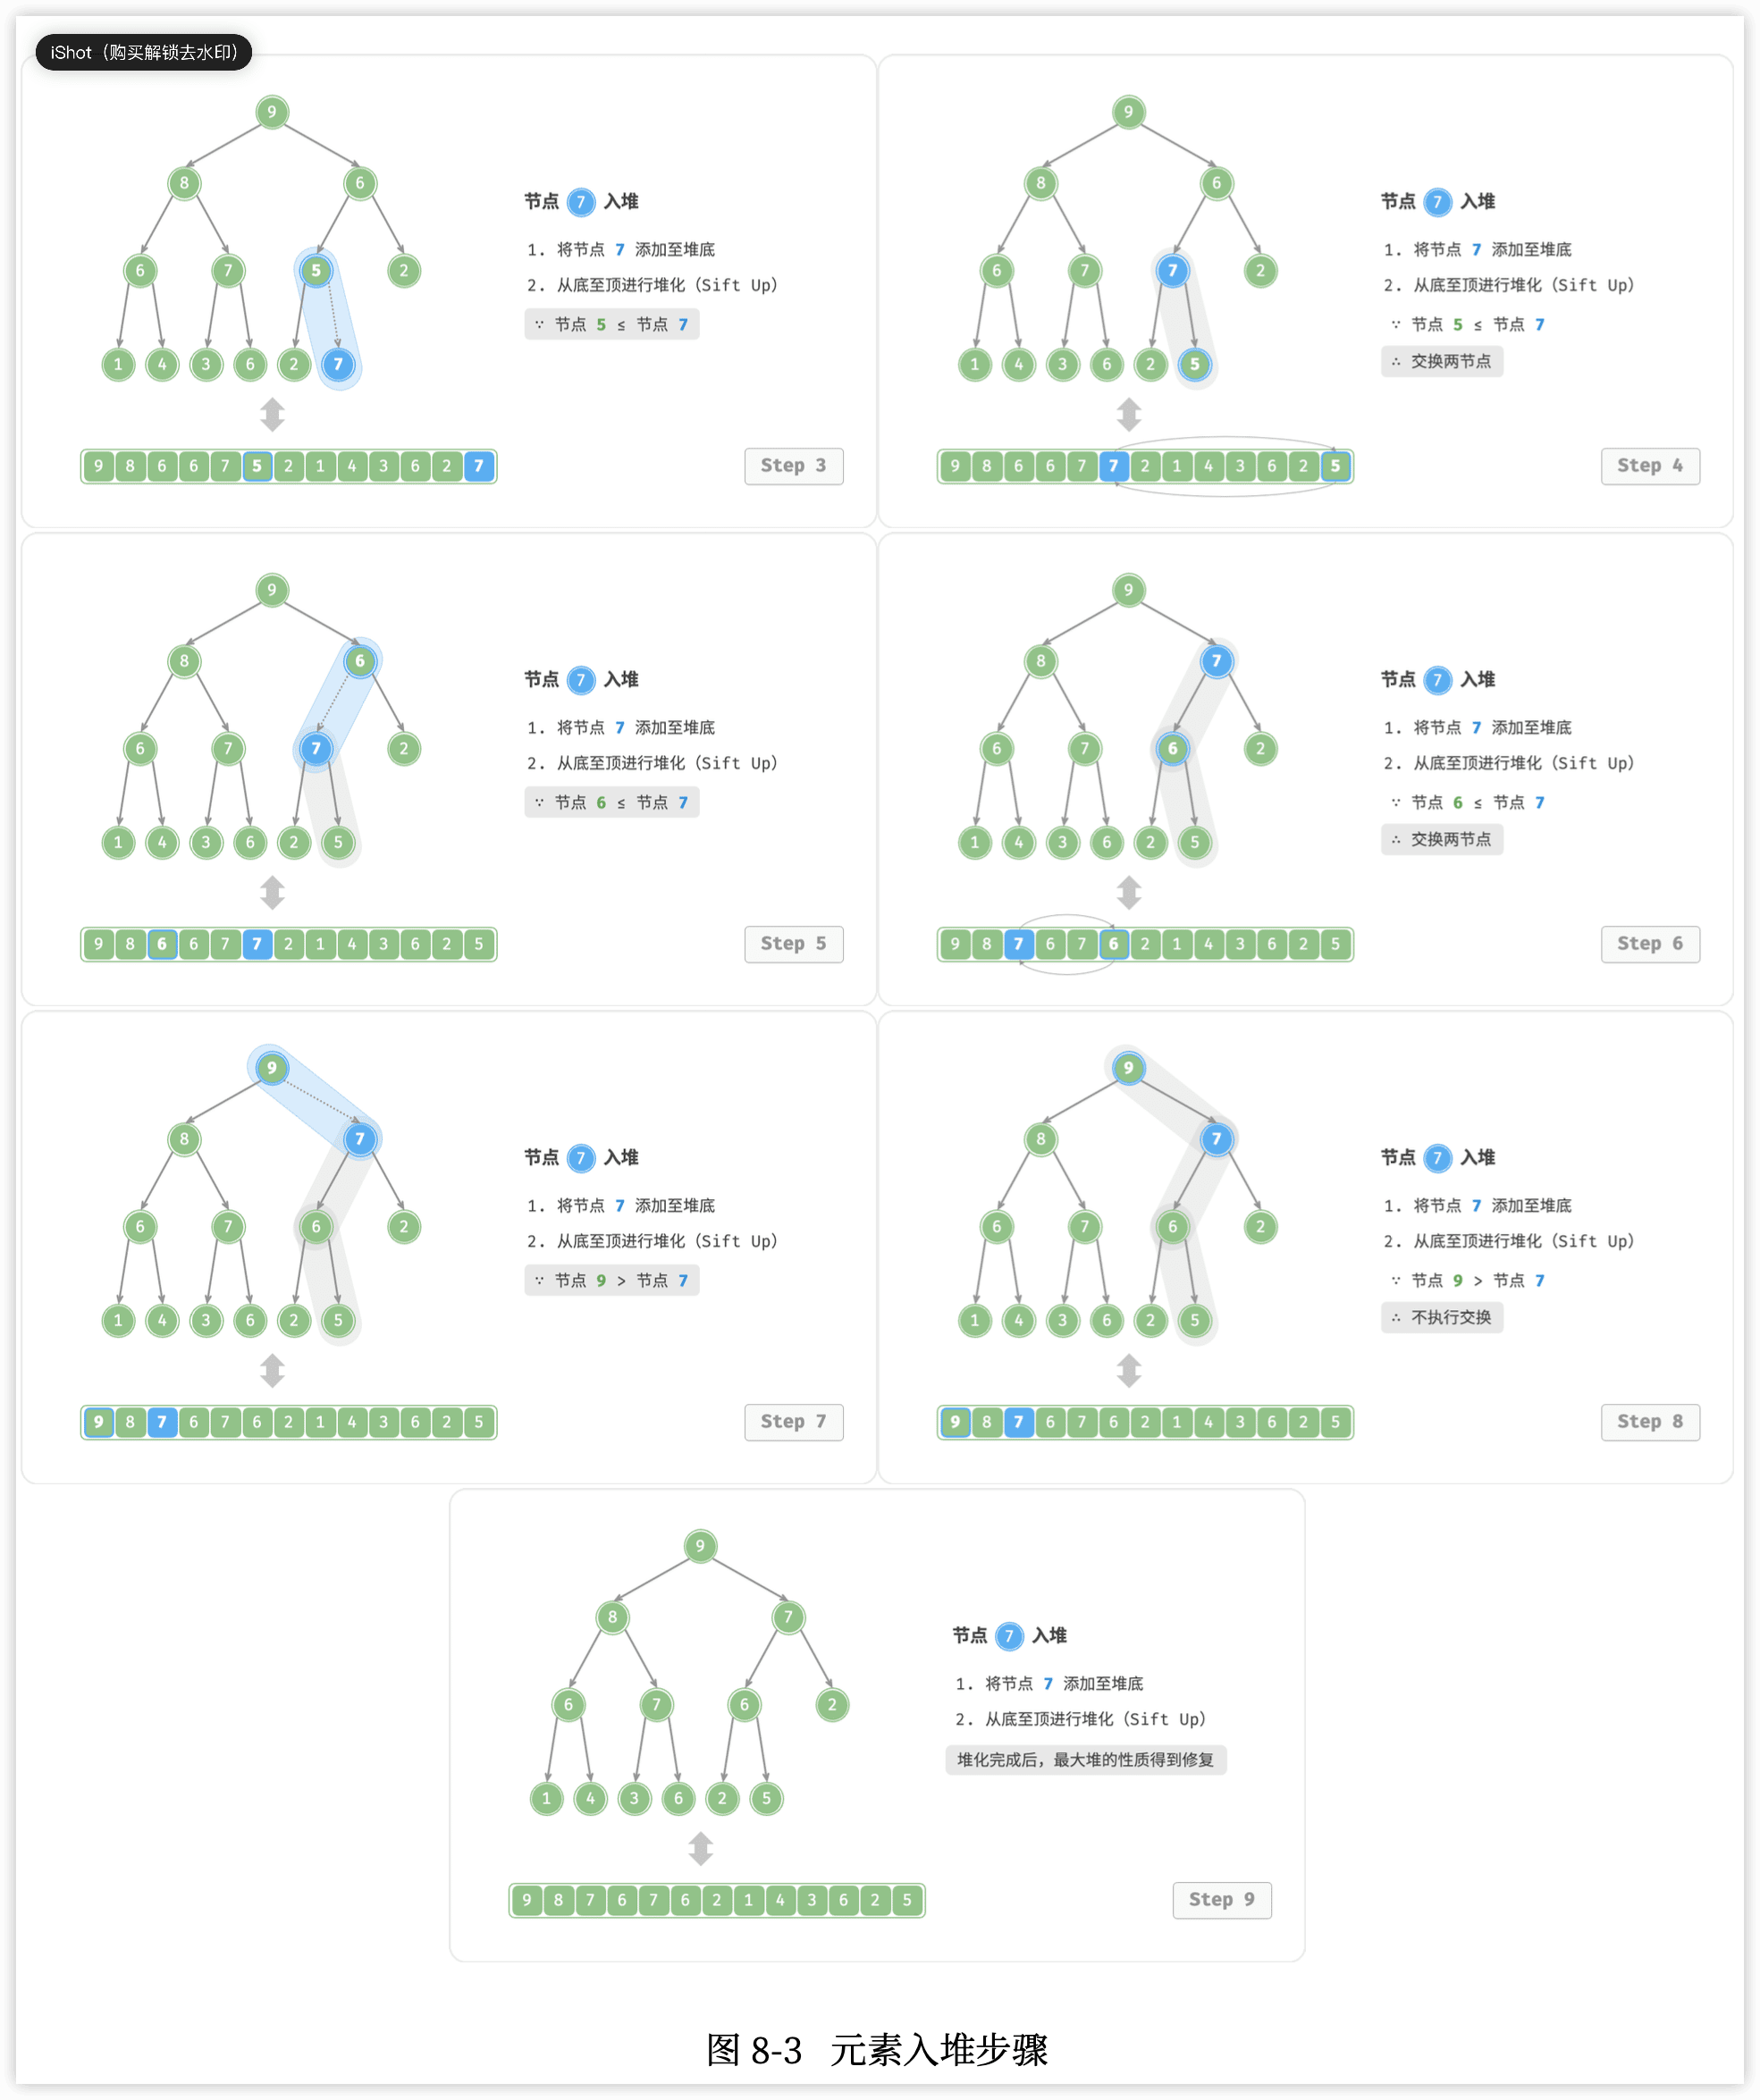 iShot（购买解锁去水印）
9
8 6
6 7 5 2
1 4 3 6 2 7
9 8 6 6 7 5 2 1 4 3 6 2 7
节点 7 入堆
1. 将节点 7 添加至堆底
2. 从底至顶进行堆化（Sift Up）
∵ 节点 5 ≤ 节点 7
Step 3
9
8 6
6 7 7 2
1 4 3 6 2 5
9 8 6 6 7 7 2 1 4 3 6 2 5
节点 7 入堆
1. 将节点 7 添加至堆底
2. 从底至顶进行堆化（Sift Up）
∵ 节点 5 ≤ 节点 7
∴ 交换两节点
Step 4
9
8 6
6 7 7 2
1 4 3 6 2 5
9 8 6 6 7 7 2 1 4 3 6 2 5
节点 7 入堆
1. 将节点 7 添加至堆底
2. 从底至顶进行堆化（Sift Up）
∵ 节点 6 ≤ 节点 7
Step 5
9
8 7
6 7 6 2
1 4 3 6 2 5
9 8 7 6 7 6 2 1 4 3 6 2 5
节点 7 入堆
1. 将节点 7 添加至堆底
2. 从底至顶进行堆化（Sift Up）
∵ 节点 6 ≤ 节点 7
∴ 交换两节点
Step 6
9
8 7
6 7 6 2
1 4 3 6 2 5
9 8 7 6 7 6 2 1 4 3 6 2 5
节点 7 入堆
1. 将节点 7 添加至堆底
2. 从底至顶进行堆化（Sift Up）
∵ 节点 9 > 节点 7
Step 7
9
8 7
6 7 6 2
1 4 3 6 2 5
9 8 7 6 7 6 2 1 4 3 6 2 5
节点 7 入堆
1. 将节点 7 添加至堆底
2. 从底至顶进行堆化（Sift Up）
∵ 节点 9 > 节点 7
∴ 不执行交换
Step 8
9
8 7
6 7 6 2
1 4 3 6 2 5
9 8 7 6 7 6 2 1 4 3 6 2 5
节点 7 入堆
1. 将节点 7 添加至堆底
2. 从底至顶进行堆化（Sift Up）
堆化完成后，最大堆的性质得到修复
Step 9
图 8-3 元素入堆步骤